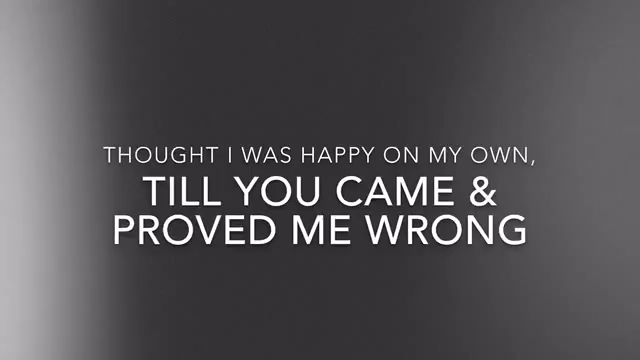 THOUGHT I WAS HAPPY ON MY OWN,
TILL YOU CAME &
PROVED ME WRONG